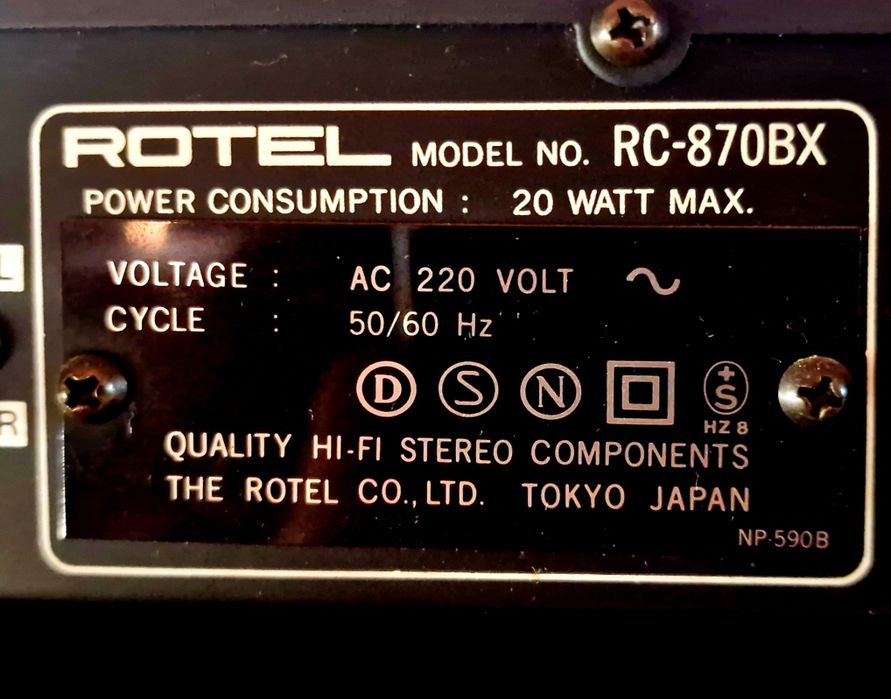 ROTEL MODEL NO. RC-870BX
POWER CONSUMPTION : 20 WATT MAX.
VOLTAGE : AC 220 VOLT ~
CYCLE : 50/60 Hz
D S N +S
HZ 8
QUALITY HI-FI STEREO COMPONENTS
THE ROTEL CO., LTD. TOKYO JAPAN
NP-590B
L
R